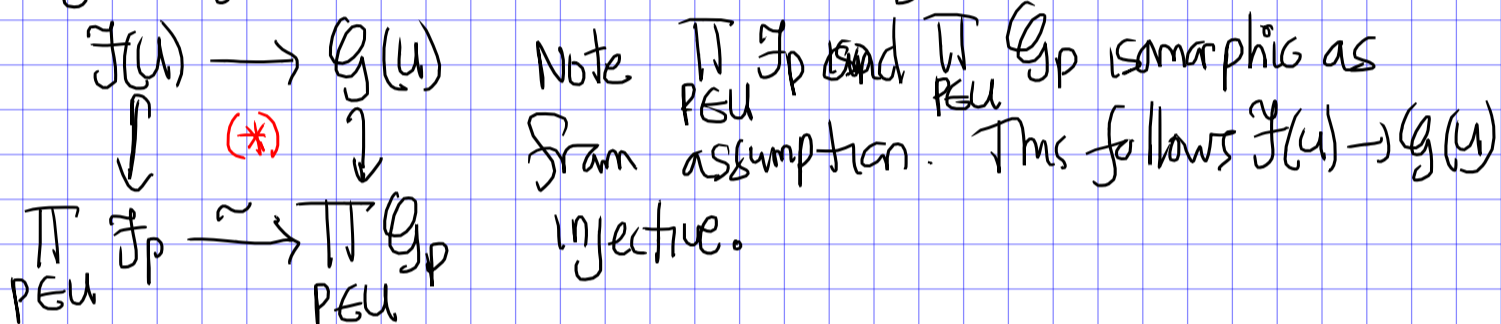 F(U) ⟶ G(U) Note ∏ F_p and ∏ G_p isomorphic as
P∈U P∈U
(*) from assumption. This follows F(U)→G(U)
∏ F_p ⥲ ∏ G_p injective.
P∈U P∈U